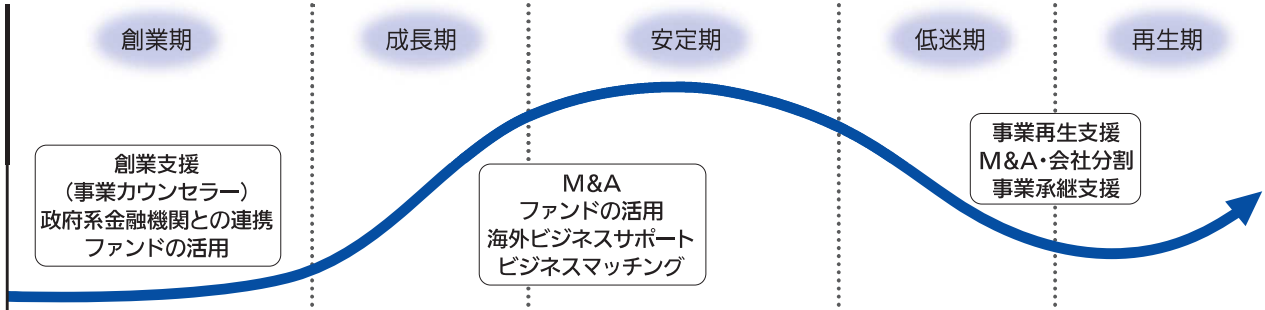 創業期
成長期
安定期
低迷期
再生期
創業支援
(事業カウンセラー)
政府系金融機関との連携
ファンドの活用
M&A
ファンドの活用
海外ビジネスサポート
ビジネスマッチング
事業再生支援
M&A・会社分割
事業承継支援